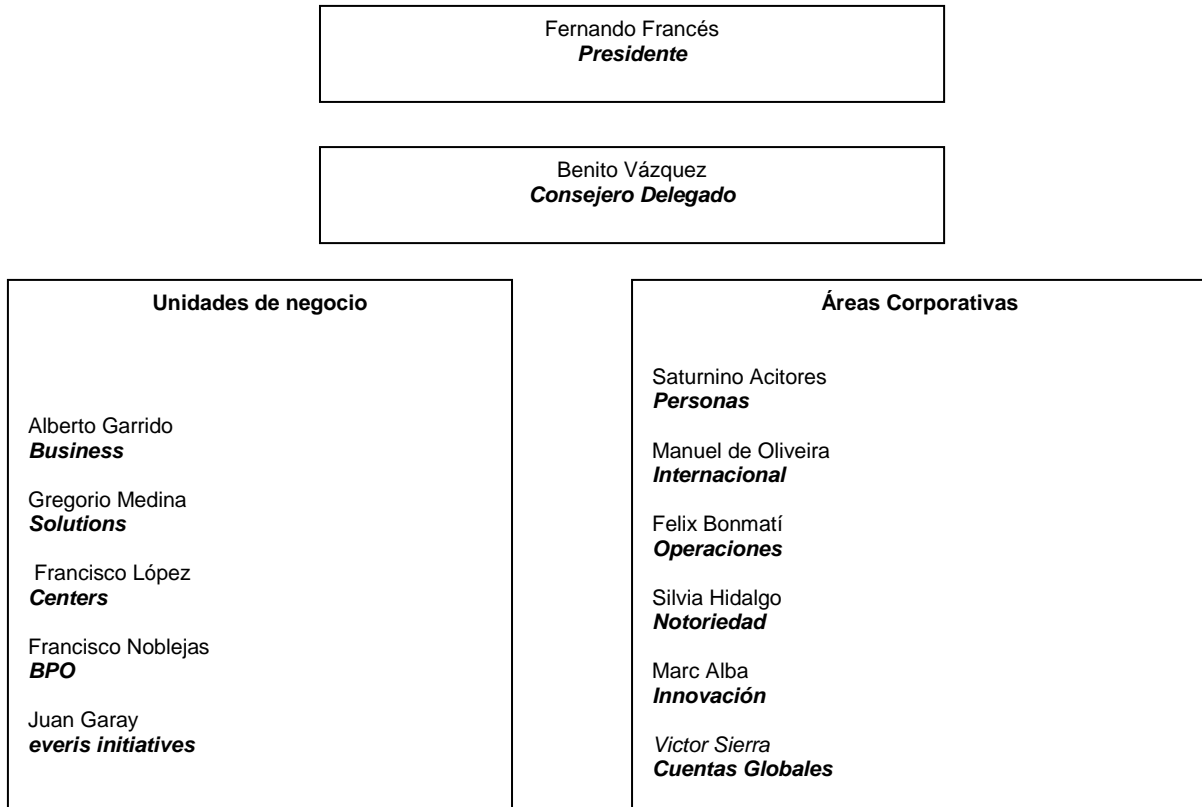 Fernando Francés
Presidente
Benito Vázquez
Consejero Delegado
Unidades de negocio
Alberto Garrido
Business
Gregorio Medina
Solutions
Francisco López
Centers
Francisco Noblejas
BPO
Juan Garay
everis initiatives
Áreas Corporativas
Saturnino Acitores
Personas
Manuel de Oliveira
Internacional
Felix Bonmatí
Operaciones
Silvia Hidalgo
Notoriedad
Marc Alba
Innovación
Victor Sierra
Cuentas Globales